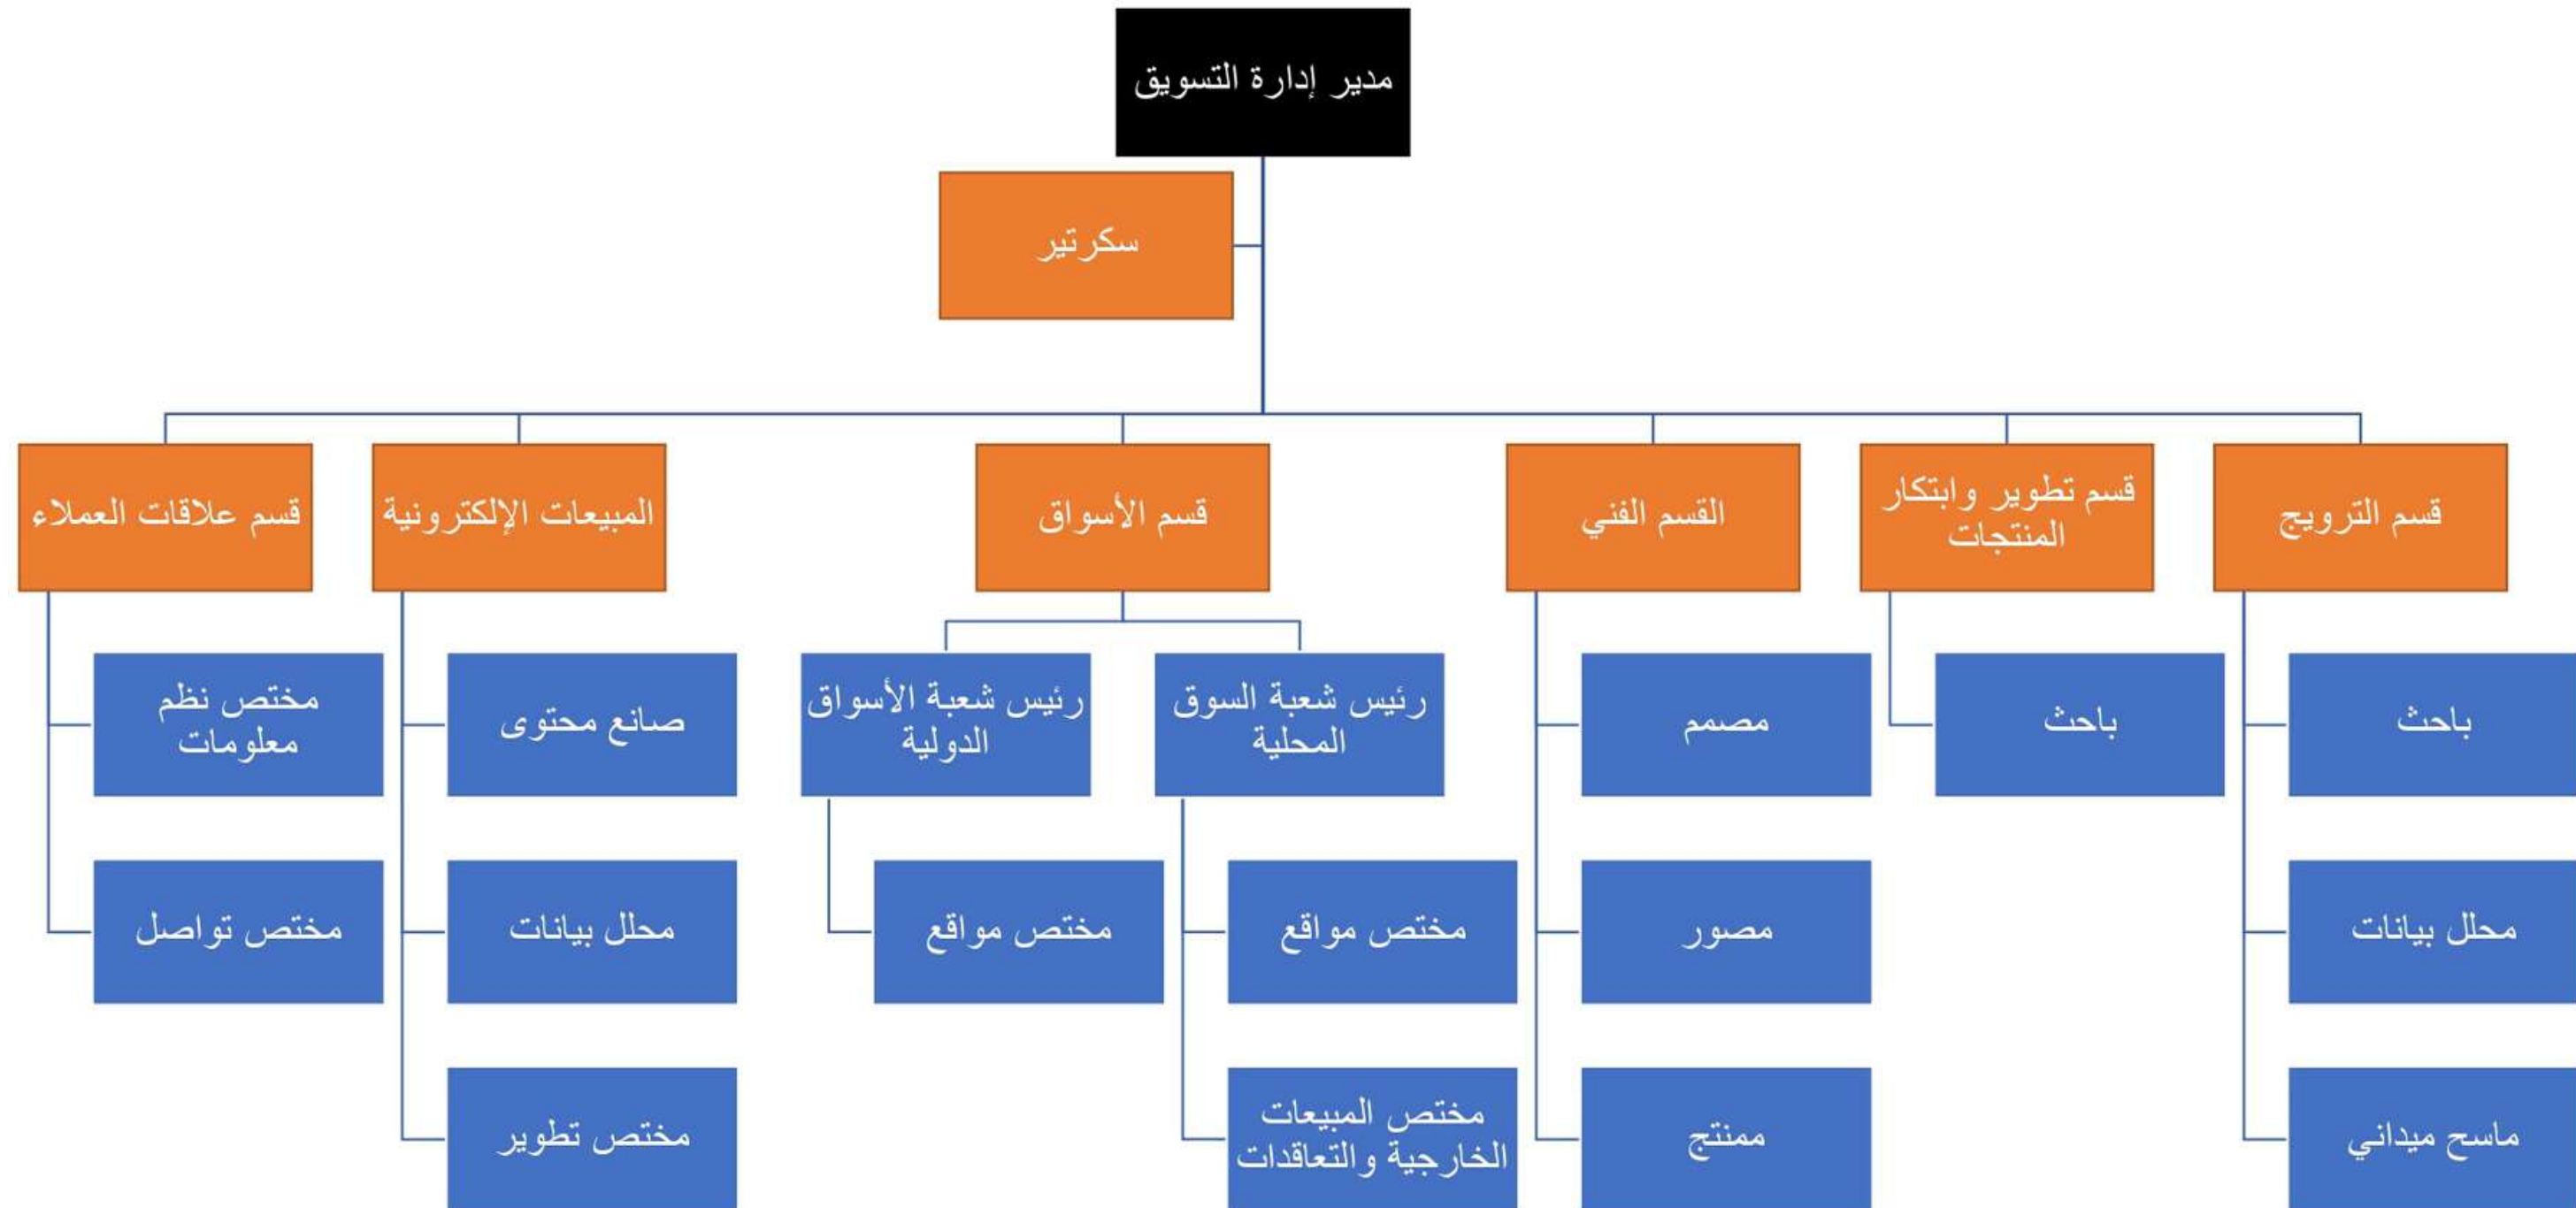 مدير إدارة التسويق
سكرتير
قسم الترويج
قسم تطوير وابتكار
المنتجات
القسم الفني
قسم الأسواق
المبيعات الإلكترونية
قسم علاقات العملاء
باحث
باحث
مصمم
رئيس شعبة السوق
المحلية
رئيس شعبة الأسواق
الدولية
صانع محتوى
مختص نظم
معلومات
محلل بيانات
مصور
مختص مواقع
مختص مواقع
محلل بيانات
مختص تواصل
ماسح ميداني
ممنتج
مختص المبيعات
الخارجية والتعاقدات
مختص تطوير